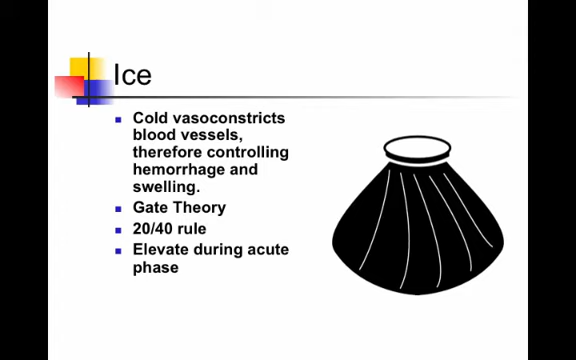 Ice
Cold vasoconstricts
blood vessels,
therefore controlling
hemorrhage and
swelling.
Gate Theory
20/40 rule
Elevate during acute
phase